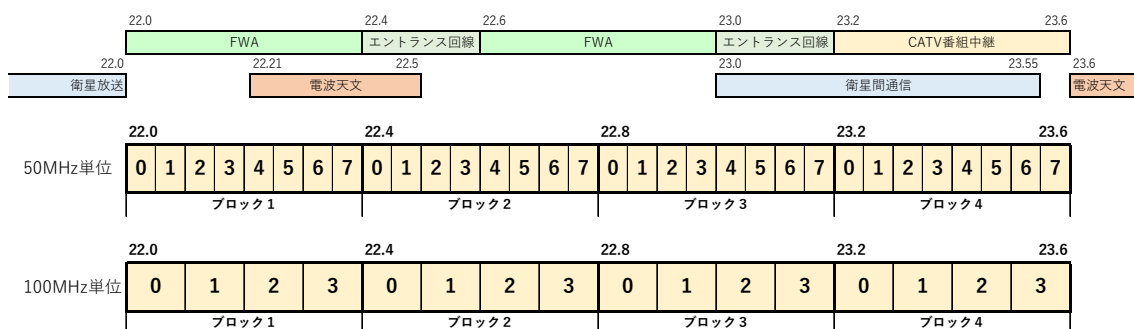 22.0 22.4 22.6 23.0 23.2 23.6
FWA エントランス回線 FWA エントランス回線 CATV番組中継
22.0 22.21 22.5 23.0 23.55 23.6
衛星放送 電波天文 衛星間通信 電波天文
22.0 22.4 22.8 23.2 23.6
50MHz単位 0 1 2 3 4 5 6 7 0 1 2 3 4 5 6 7 0 1 2 3 4 5 6 7 0 1 2 3 4 5 6 7
ブロック1 ブロック2 ブロック3 ブロック4
22.0 22.4 22.8 23.2 23.6
100MHz単位 0 1 2 3 0 1 2 3 0 1 2 3 0 1 2 3
ブロック1 ブロック2 ブロック3 ブロック4